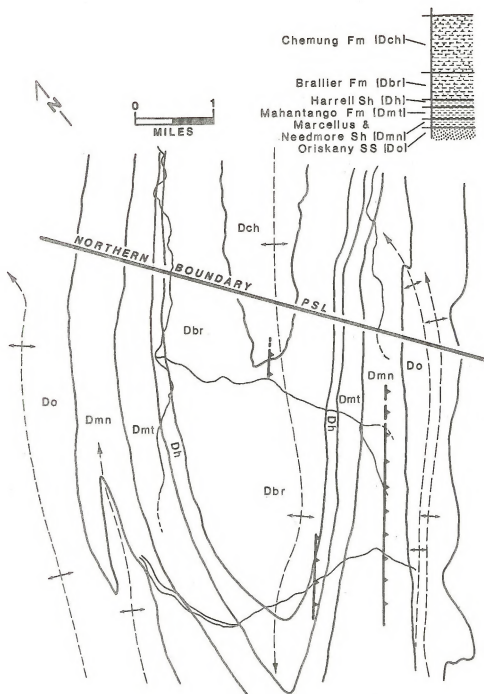 Chemung Fm [Dch]
Brallier Fm [Dbr]
Harrell Sh [Dh]
Mahantango Fm [Dmt]
Marcellus &
Needmore Sh [Dmn]
Oriskany SS [Do]
N
0 1
MILES
Dch
NORTHERN BOUNDARY PSL
Dbr
Do
Dmn
Dmt
Dh
Dbr
Dh
Dmt
Dmn
Do